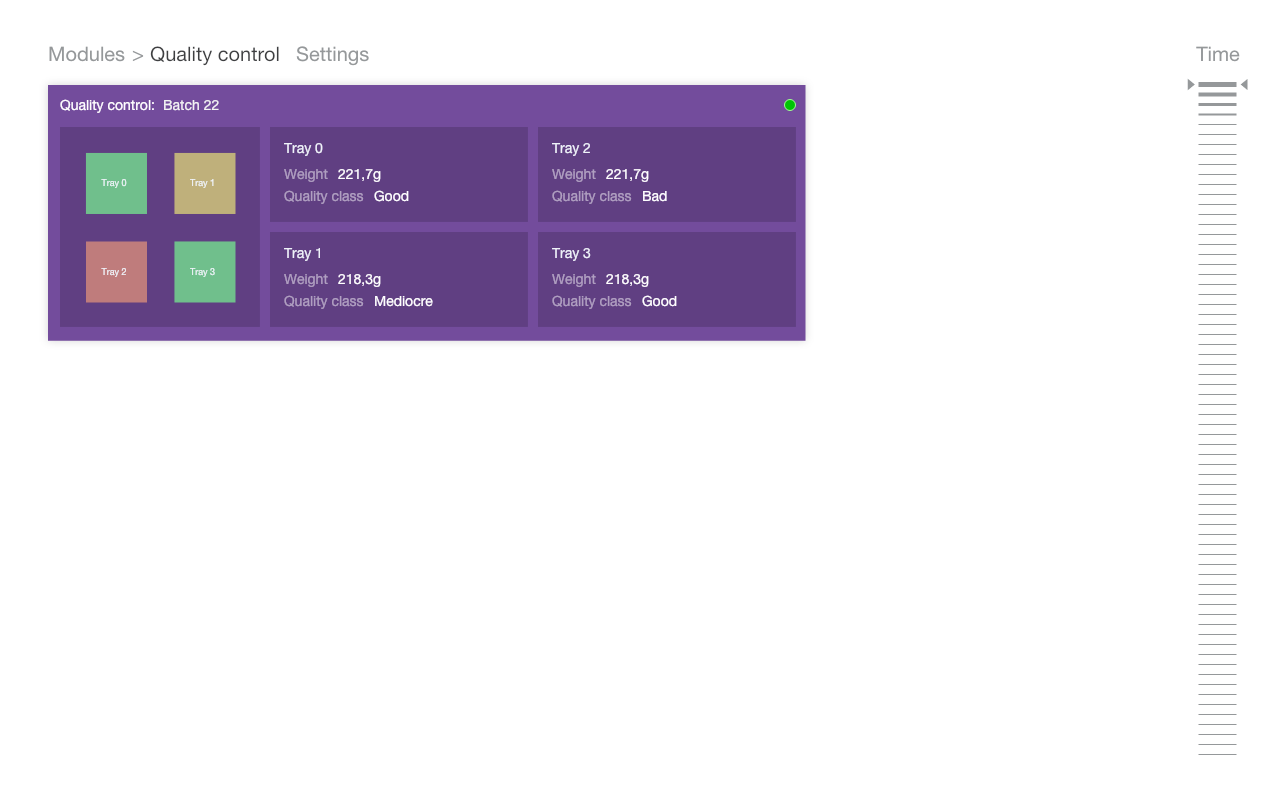 Modules > Quality control Settings
Time
Quality control: Batch 22
Tray 0 Tray 1
Tray 2 Tray 3
Tray 0
Weight 221,7g
Quality class Good
Tray 2
Weight 221,7g
Quality class Bad
Tray 1
Weight 218,3g
Quality class Mediocre
Tray 3
Weight 218,3g
Quality class Good